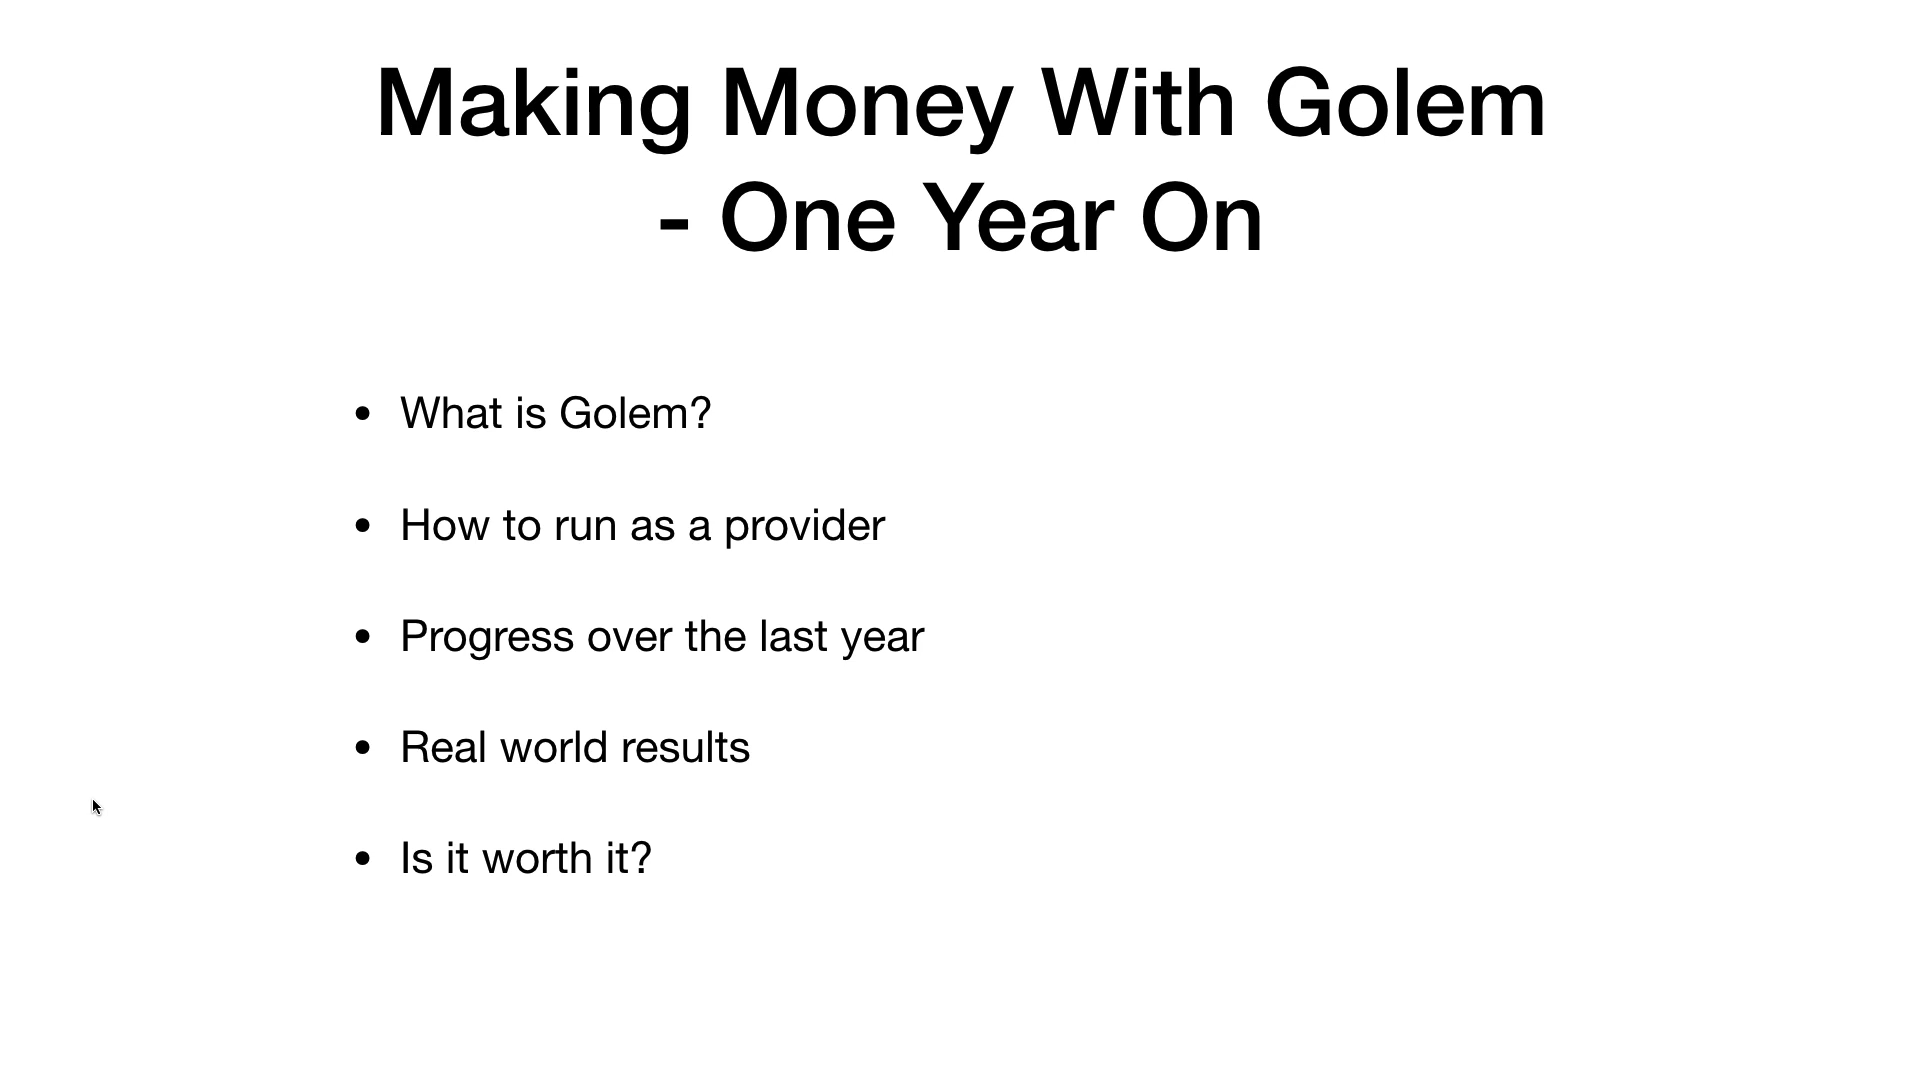 Making Money With Golem
- One Year On
• What is Golem?
• How to run as a provider
• Progress over the last year
• Real world results
• Is it worth it?